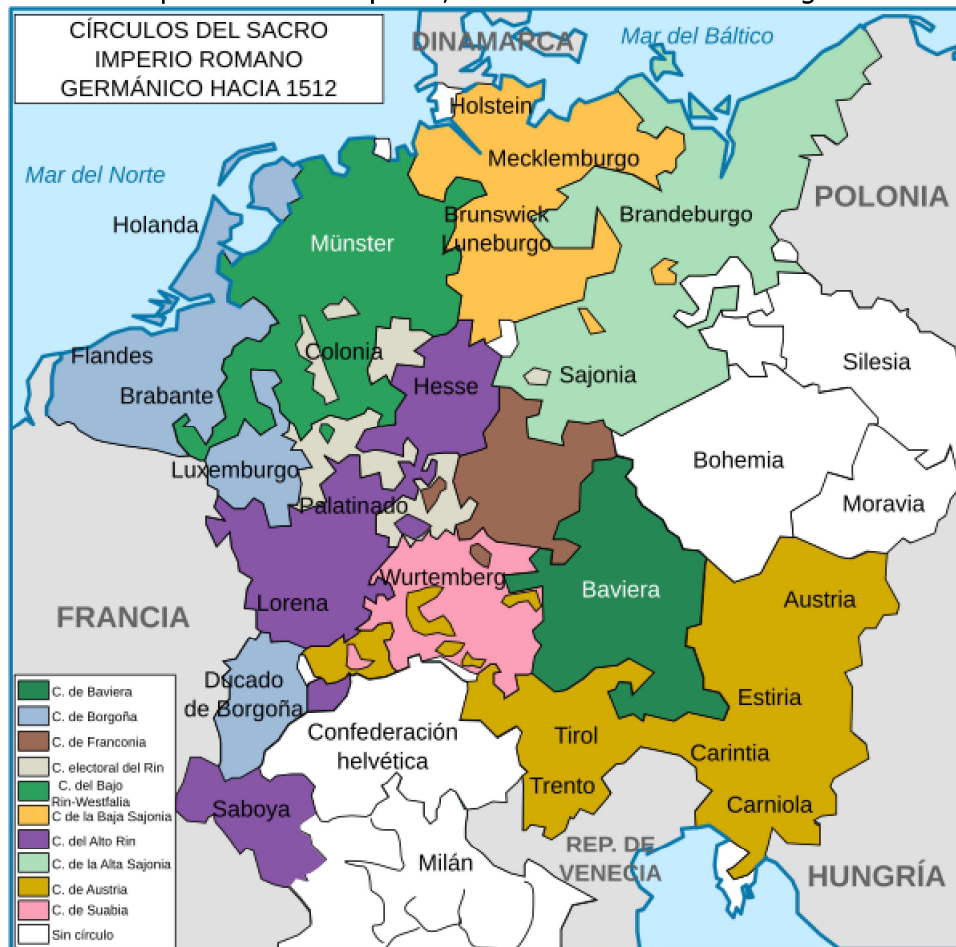 CÍRCULOS DEL SACRO
IMPERIO ROMANO
GERMÁNICO HACIA 1512
DINAMARCA
Mar del Báltico
Holstein
Mecklemburgo
Mar del Norte
POLONIA
Holanda
Brunswick
Luneburgo
Brandeburgo
Münster
Flandes
Colonia
Silesia
Brabante
Hesse
Sajonia
Luxemburgo
Bohemia
Palatinado
Moravia
Wurtemberg
Baviera
Austria
FRANCIA
Lorena
Ducado
de Borgoña
Estiria
Confederación
helvética
Tirol
Carintia
Trento
Saboya
Carniola
REP. DE
VENECIA
Milán
HUNGRÍA
C. de Baviera
C. de Borgoña
C. de Franconia
C. electoral del Rin
C. del Bajo
Rin-Westfalia
C de la Baja Sajonia
C. del Alto Rin
C. de la Alta Sajonia
C. de Austria
C. de Suabia
Sin círculo